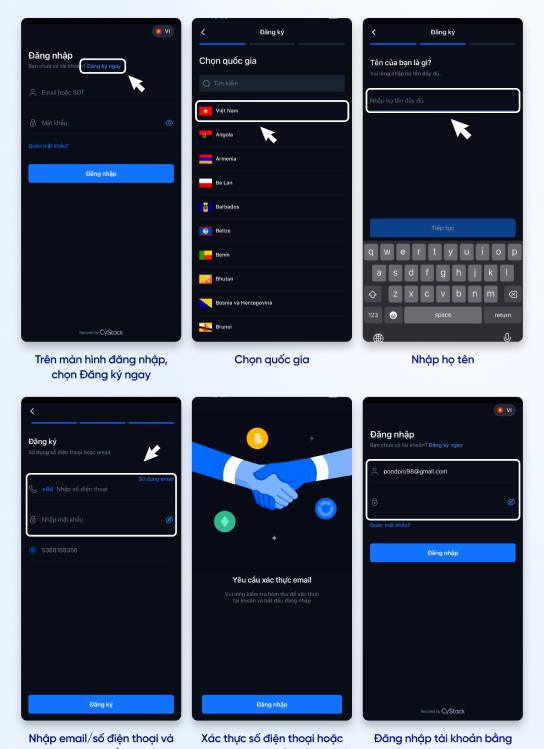 VI
Đăng nhập
Bạn chưa có tài khoản? Đăng ký ngay
Email hoặc SĐT
Mật khẩu
Quên mật khẩu?
Đăng nhập
Secured by CyStack
Trên màn hình đăng nhập,
chọn Đăng ký ngay
Đăng ký
Chọn quốc gia
Tìm kiếm
Việt Nam
Angola
Armenia
Ba Lan
Barbados
Belize
Benin
Bhutan
Bosnia và Herzegovina
Brunei
Chọn quốc gia
Đăng ký
Tên của bạn là gì?
Vui lòng nhập họ tên đầy đủ.
Nhập họ tên đầy đủ
Tiếp tục
q w e r t y u i o p
a s d f g h j k l
z x c v b n m
123 space return
Nhập họ tên
Đăng ký
Sử dụng số điện thoại hoặc email
Sử dụng email
+84 Nhập số điện thoại
Nhập mật khẩu
5368168356
Đăng ký
Nhập email/số điện thoại và
Yêu cầu xác thực email
Vui lòng kiểm tra hòm thư để xác thực
tài khoản và bắt đầu đăng nhập
Đăng nhập
Xác thực số điện thoại hoặc
VI
Đăng nhập
Bạn chưa có tài khoản? Đăng ký ngay
pondpro98@gmail.com
Quên mật khẩu?
Đăng nhập
Secured by CyStack
Đăng nhập tài khoản bằng